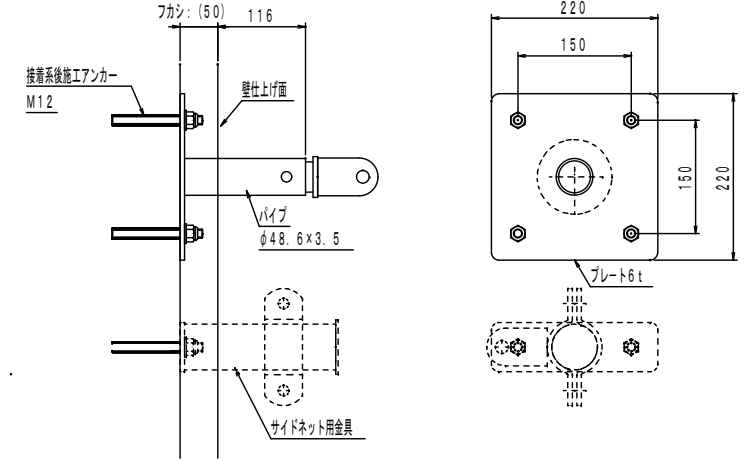 フカシ:(50)
116
接着系後施工アンカー
M12
壁仕上げ面
パイプ
φ48.6×3.5
サイドネット用金具
220
150
150
220
プレート6t